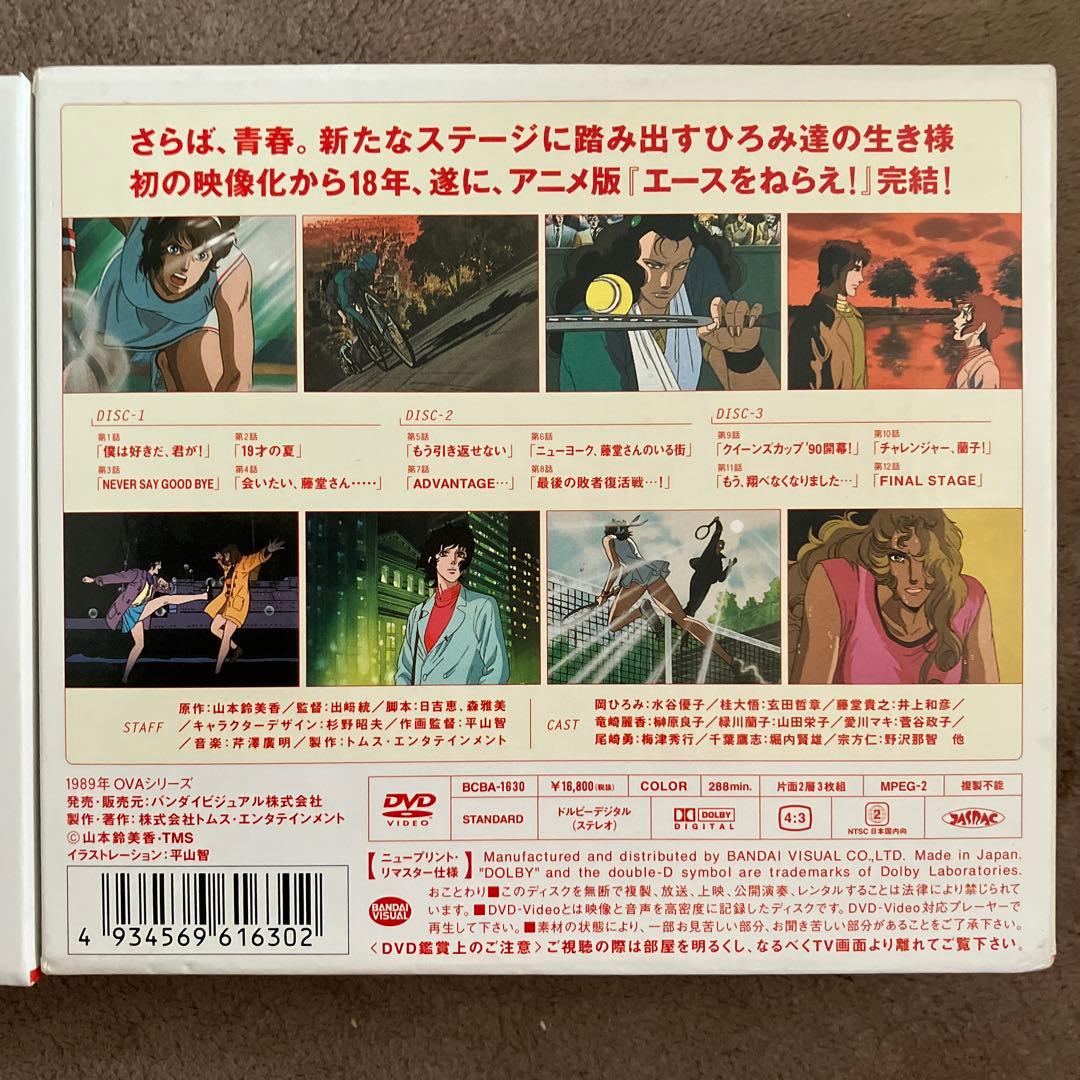 さらば、青春。新たなステージに踏み出すひろみ達の生き様
初の映像化から18年、遂に、アニメ版『エースをねらえ!』完結!
DISC-1
第1話
「僕は好きだ、君が!」
第2話
「19才の夏」
第3話
「NEVER SAY GOOD BYE」
第4話
「会いたい、藤堂さん・・・・・」
DISC-2
第5話
「もう引き返せない」
第6話
「ニューヨーク、藤堂さんのいる街」
第7話
「ADVANTAGE…」
第8話
「最後の敗者復活戦…!」
DISC-3
第9話
「クイーンズカップ'90開幕!」
第10話
「チャレンジャー、蘭子!」
第11話
「もう、翔べなくなりました…」
第12話
「FINAL STAGE」
STAFF
原作:山本鈴美香/監督:出﨑統/脚本:日吉恵、森雅美
/キャラクターデザイン:杉野昭夫/作画監督:平山智
/音楽:芹澤廣明/製作:トムス・エンタテインメント
CAST
岡ひろみ:水谷優子/桂大悟:玄田哲章/藤堂貴之:井上和彦/
竜崎麗香:榊原良子/緑川蘭子:山田栄子/愛川マキ:菅谷政子/
尾崎勇:梅津秀行/千葉鷹志:堀内賢雄/宗方仁:野沢那智 他
1989年 OVAシリーズ
発売・販売元:バンダイビジュアル株式会社
製作・著作:株式会社トムス・エンタテインメント
©山本鈴美香・TMS
イラストレーション:平山智
4 934569 616302
DVD VIDEO
BCBA-1630
¥16,800(税抜)
COLOR
288min.
片面2層3枚組
MPEG-2
複製不能
STANDARD
ドルビーデジタル
(ステレオ)
DOLBY DIGITAL
4:3
2
NTSC 日本国内向
JASRAC
【ニュープリント・
リマスター仕様】
Manufactured and distributed by BANDAI VISUAL CO.,LTD. Made in Japan.
"DOLBY" and the double-D symbol are trademarks of Dolby Laboratories.
BANDAI VISUAL
おことわり■このディスクを無断で複製、放送、上映、公開演奏、レンタルすることは法律により禁じられて
います。■DVD-Videoとは映像と音声を高密度に記録したディスクです。DVD-Video対応プレーヤーで
再生して下さい。■素材の状態により、一部お見苦しい部分、お聞き苦しい部分があることをご了承下さい。
<DVD鑑賞上のご注意>ご視聴の際は部屋を明るくし、なるべくTV画面より離れてご覧下さい。